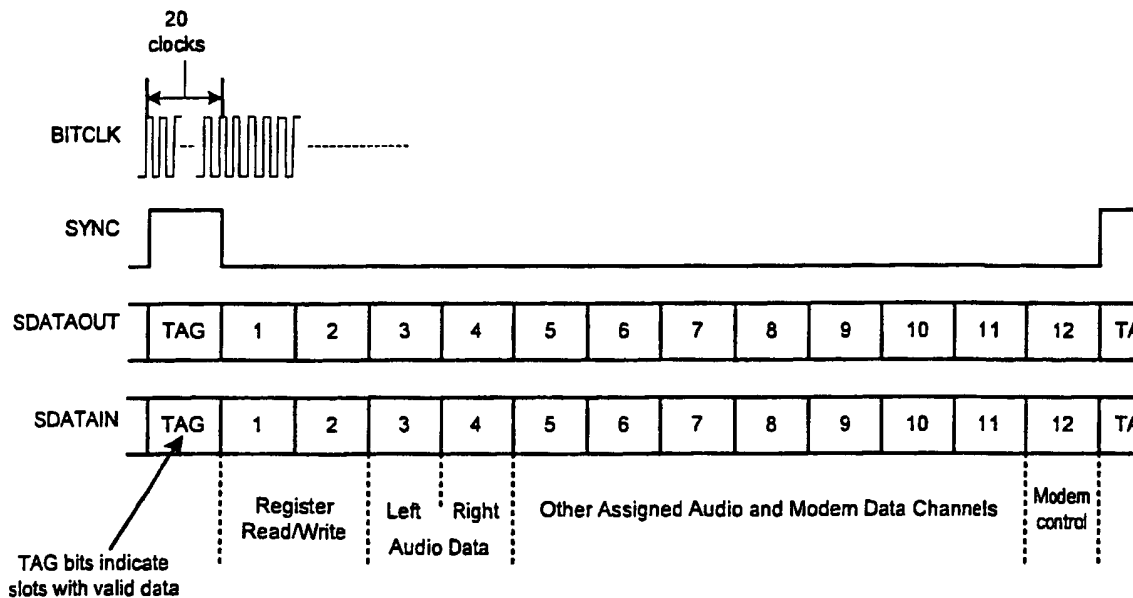 20
clocks
BITCLK
SYNC
SDATAOUT TAG 1 2 3 4 5 6 7 8 9 10 11 12 TA
SDATAIN TAG 1 2 3 4 5 6 7 8 9 10 11 12 TA
Register
Read/Write
Left Right
Audio Data
Other Assigned Audio and Modem Data Channels
Modem
control
TAG bits indicate
slots with valid data